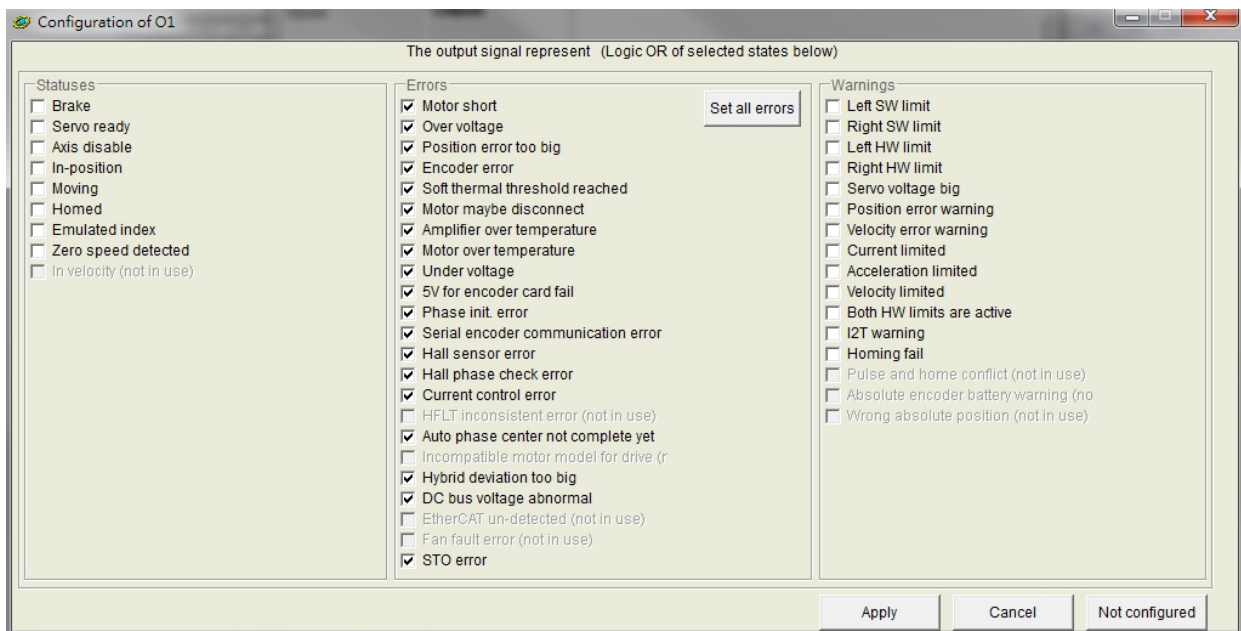 Configuration of O1
The output signal represent (Logic OR of selected states below)
Statuses
Brake
Servo ready
Axis disable
In-position
Moving
Homed
Emulated index
Zero speed detected
In velocity (not in use)
Errors
Set all errors
Motor short
Over voltage
Position error too big
Encoder error
Soft thermal threshold reached
Motor maybe disconnect
Amplifier over temperature
Motor over temperature
Under voltage
5V for encoder card fail
Phase init. error
Serial encoder communication error
Hall sensor error
Hall phase check error
Current control error
HFLT inconsistent error (not in use)
Auto phase center not complete yet
Incompatible motor model for drive (r
Hybrid deviation too big
DC bus voltage abnormal
EtherCAT un-detected (not in use)
Fan fault error (not in use)
STO error
Warnings
Left SW limit
Right SW limit
Left HW limit
Right HW limit
Servo voltage big
Position error warning
Velocity error warning
Current limited
Acceleration limited
Velocity limited
Both HW limits are active
I2T warning
Homing fail
Pulse and home conflict (not in use)
Absolute encoder battery warning (no
Wrong absolute position (not in use)
Apply
Cancel
Not configured